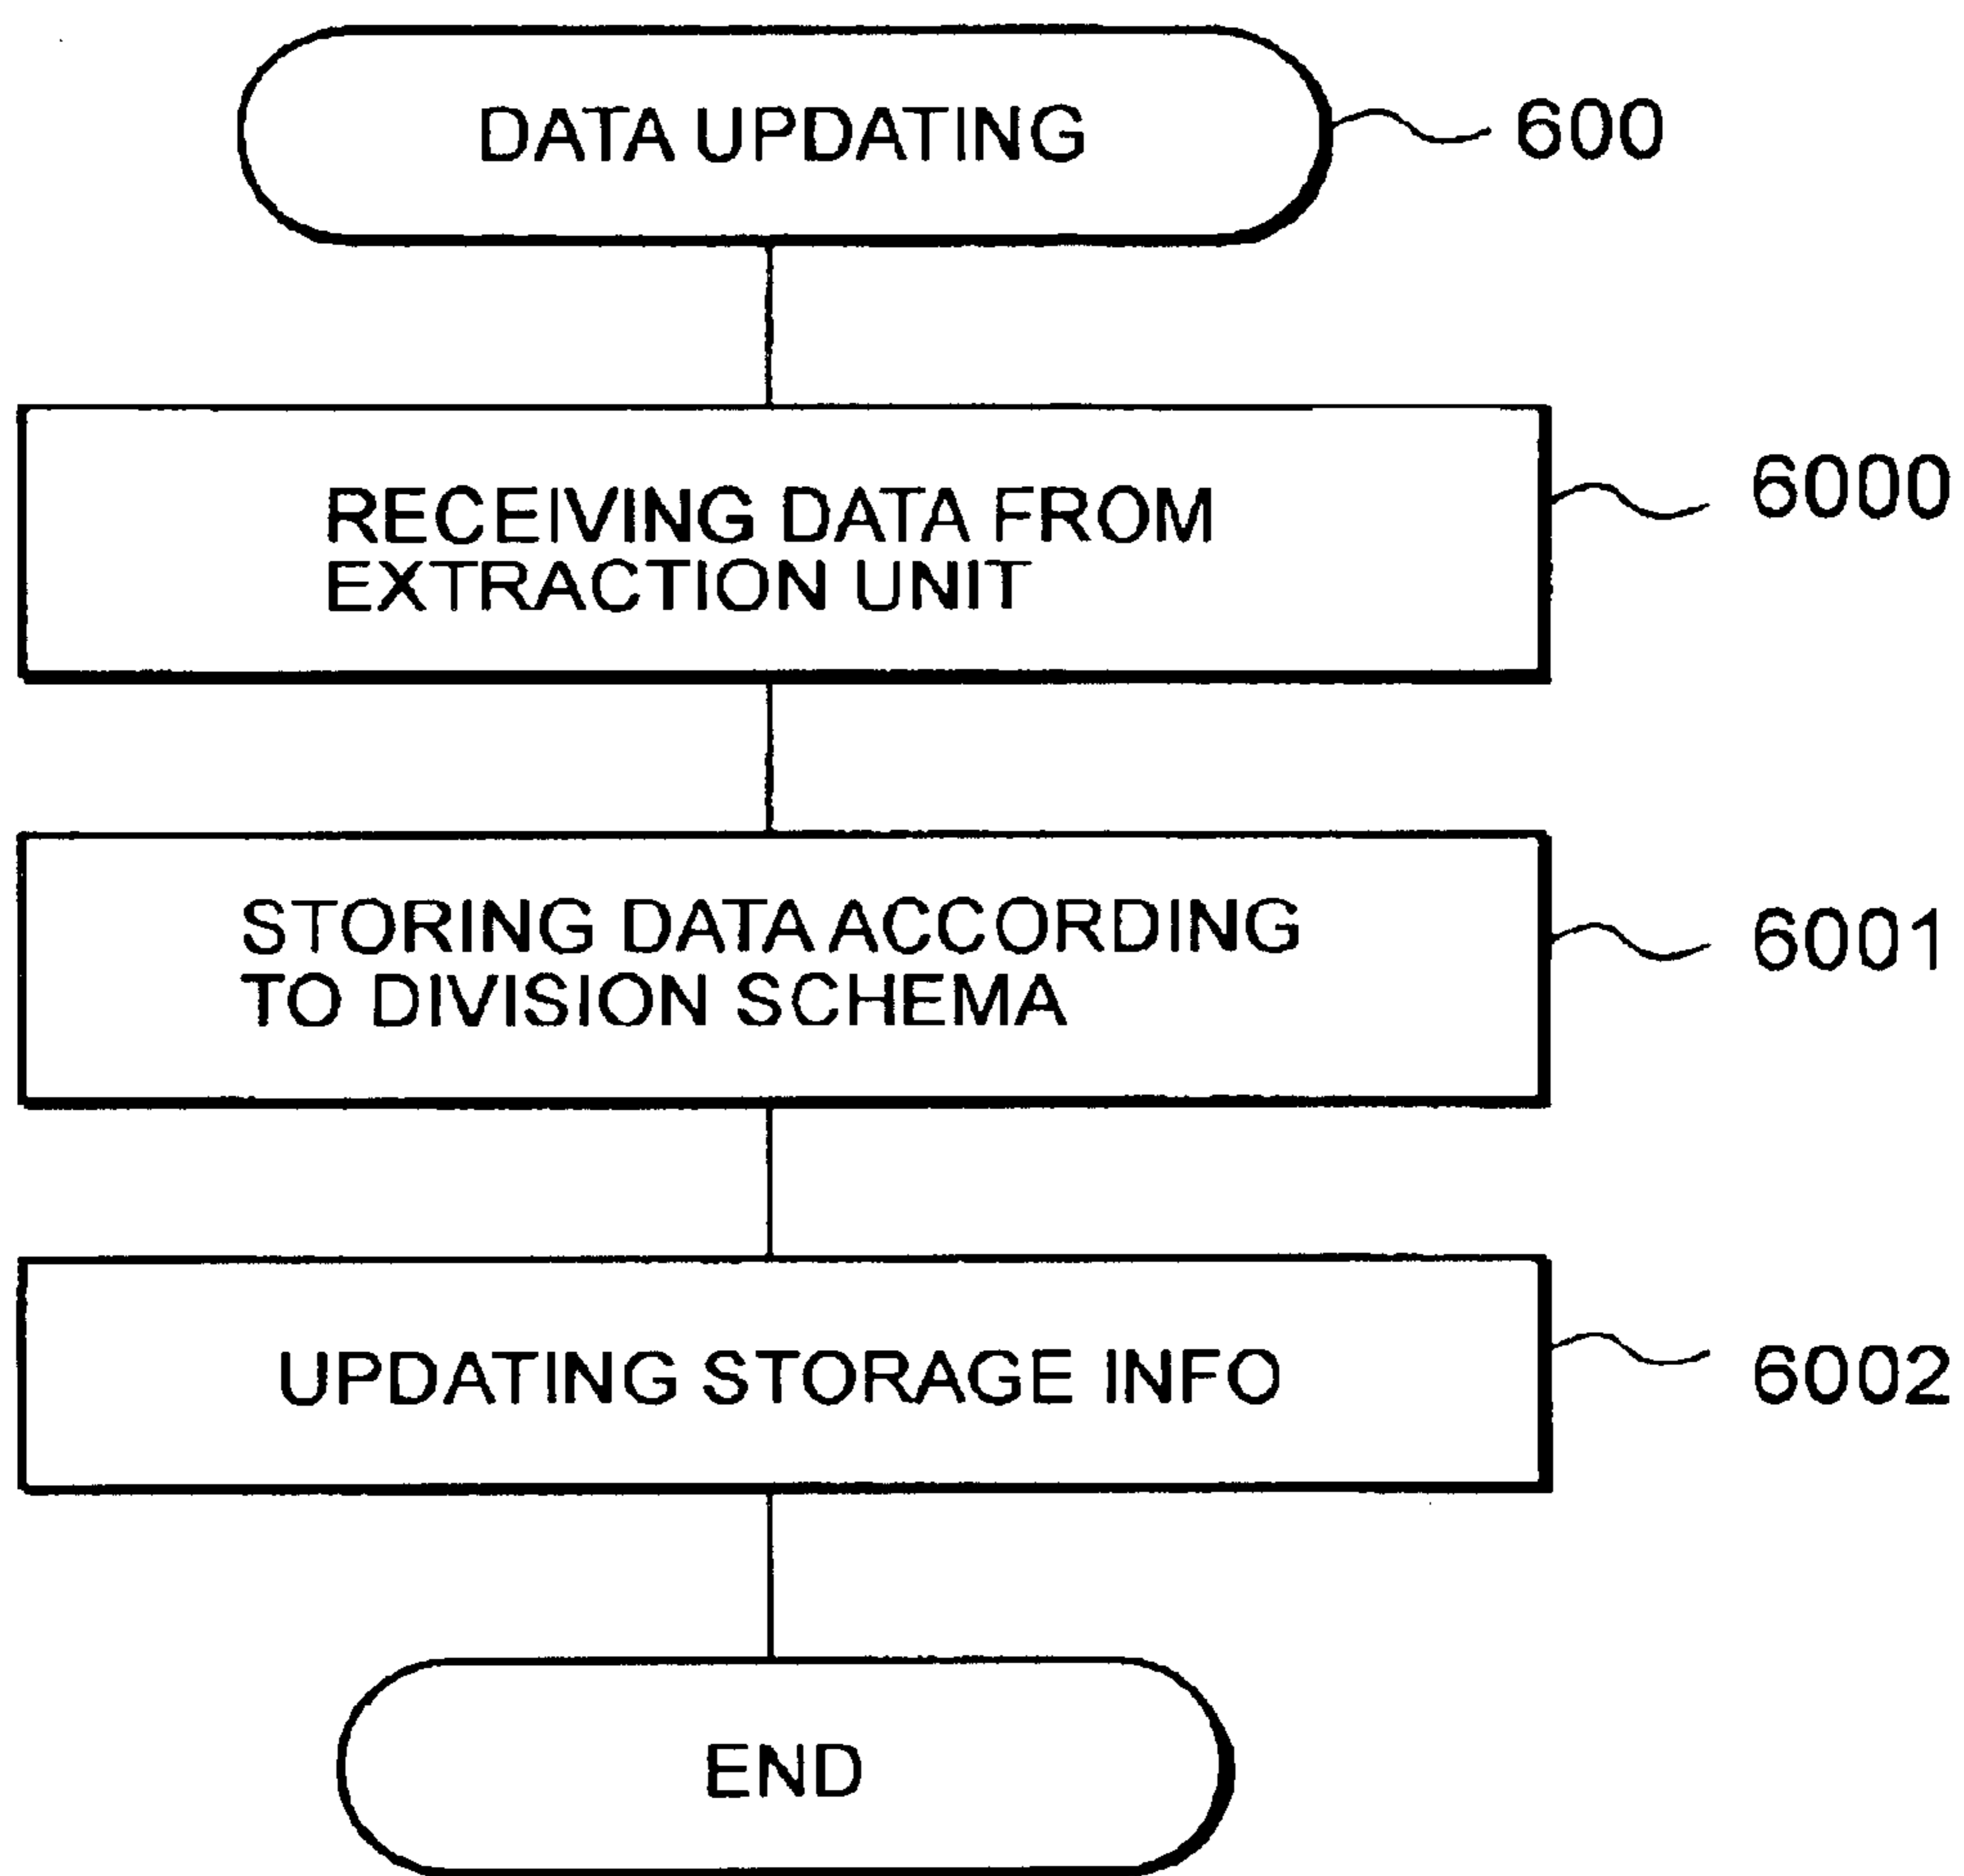 DATA UPDATING
600
RECEIVING DATA FROM
EXTRACTION UNIT
6000
STORING DATA ACCORDING
TO DIVISION SCHEMA
6001
UPDATING STORAGE INFO
6002
END